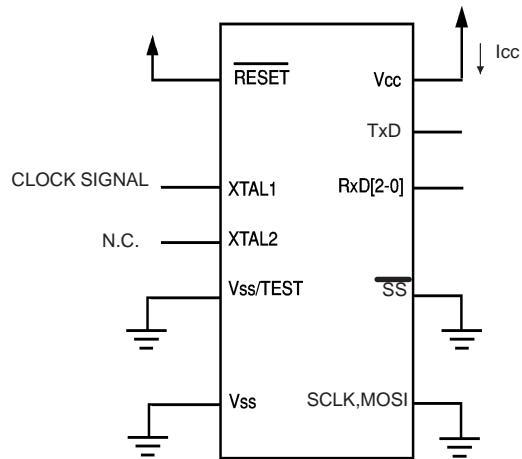 RESET
Vcc
Icc
TxD
CLOCK SIGNAL
XTAL1
RxD[2-0]
N.C.
XTAL2
Vss/TEST
SS
Vss
SCLK,MOSI